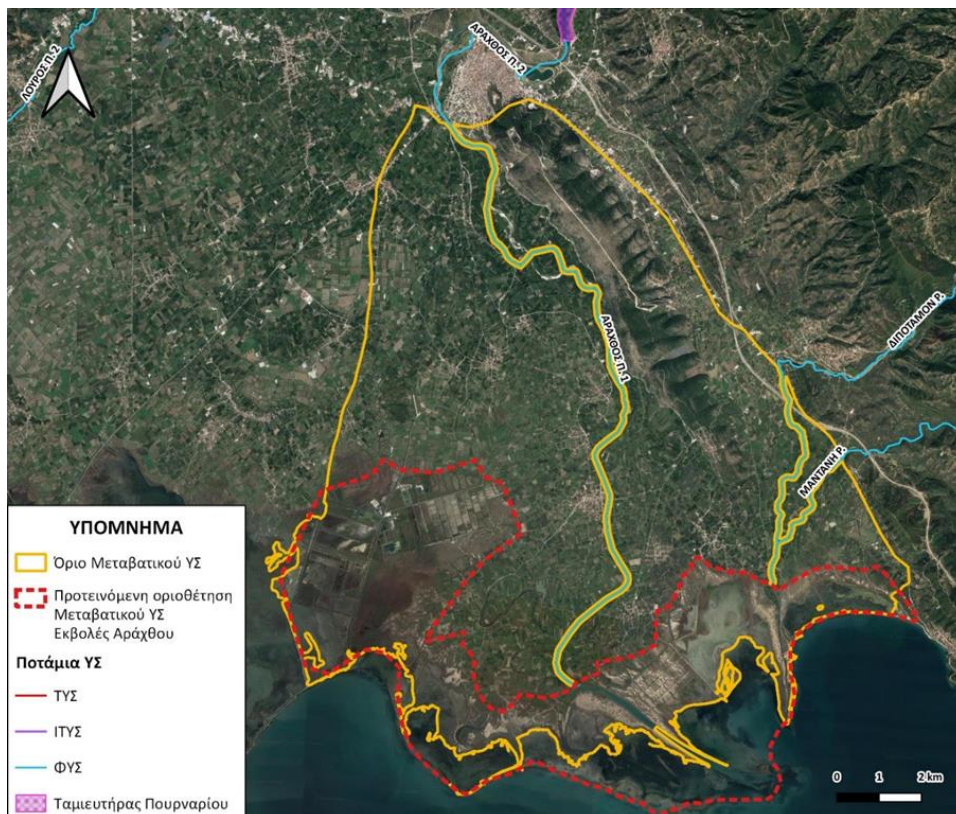 ΛΟΥΡΟΣ Π. 2
ΑΡΑΧΘΟΣ Π. 2
ΑΡΑΧΘΟΣ Π. 1
ΔΙΠΟΤΑΜΟΝ Ρ.
ΜΑΝΤΑΝΗ Ρ.
ΥΠΟΜΝΗΜΑ
Όριο Μεταβατικού ΥΣ
Προτεινόμενη οριοθέτηση
Μεταβατικού ΥΣ
Εκβολές Αράχθου
Ποτάμια ΥΣ
ΤΥΣ
ΙΤΥΣ
ΦΥΣ
Ταμιευτήρας Πουρναρίου
0 1 2 km